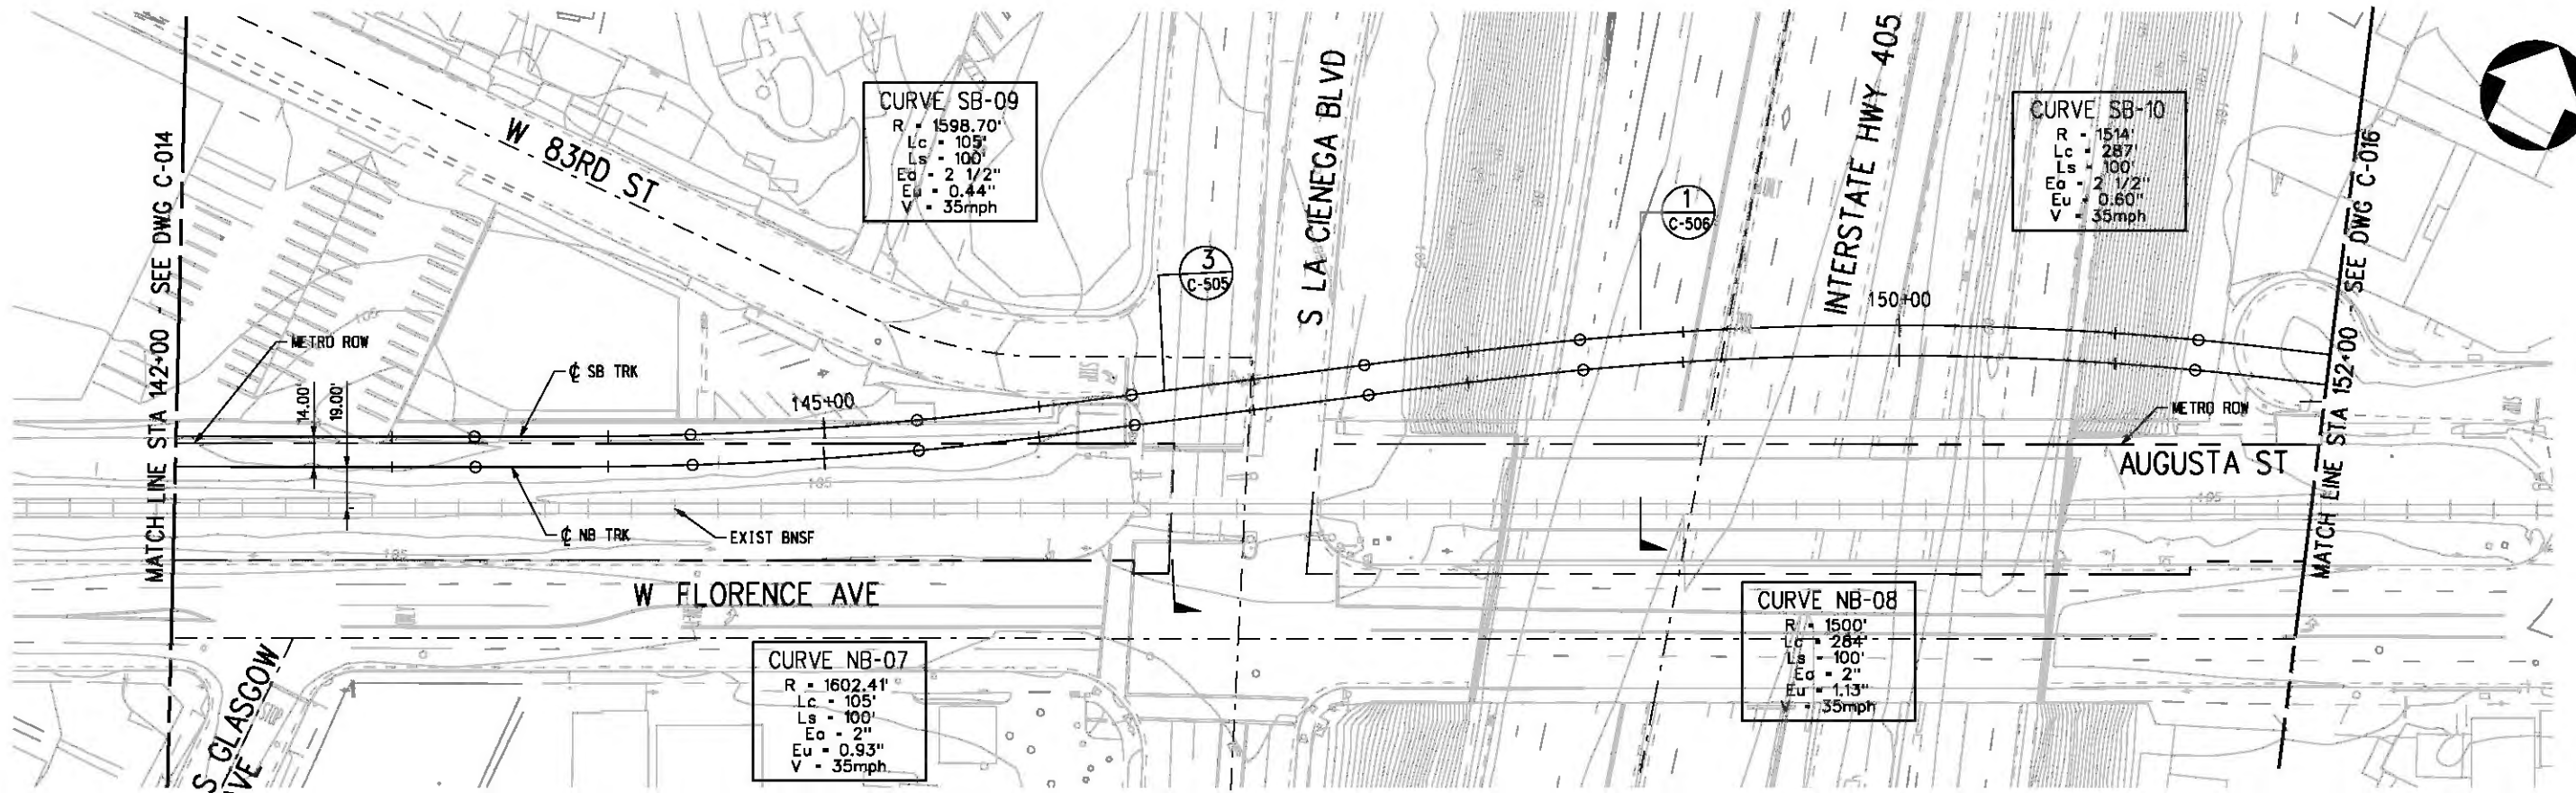 MATCH LINE STA 142+00 - SEE DWG C-014
W 83RD ST
CURVE SB-09
R = 1598.70'
Lc = 105'
Ls = 100'
Ea = 2 1/2"
Eu = 0.44"
V = 35mph
S LA CIENEGA BLVD
3
C-505
1
C-506
INTERSTATE HWY 405
CURVE SB-10
R = 1514'
Lc = 287'
Ls = 100'
Ea = 2 1/2"
Eu = 0.60"
V = 35mph
MATCH LINE STA 152+00 - SEE DWG C-016
150+00
METRO ROW
14.00'
19.00'
℄ SB TRK
145+00
METRO ROW
AUGUSTA ST
105
105
105
105
℄ NB TRK
EXIST BNSF
W FLORENCE AVE
S GLASGOW
AVE
CURVE NB-07
R = 1602.41'
Lc = 105'
Ls = 100'
Ea = 2"
Eu = 0.93"
V = 35mph
CURVE NB-08
R = 1500'
Lc = 284'
Ls = 100'
Ea = 2"
Eu = 1.13"
V = 35mph